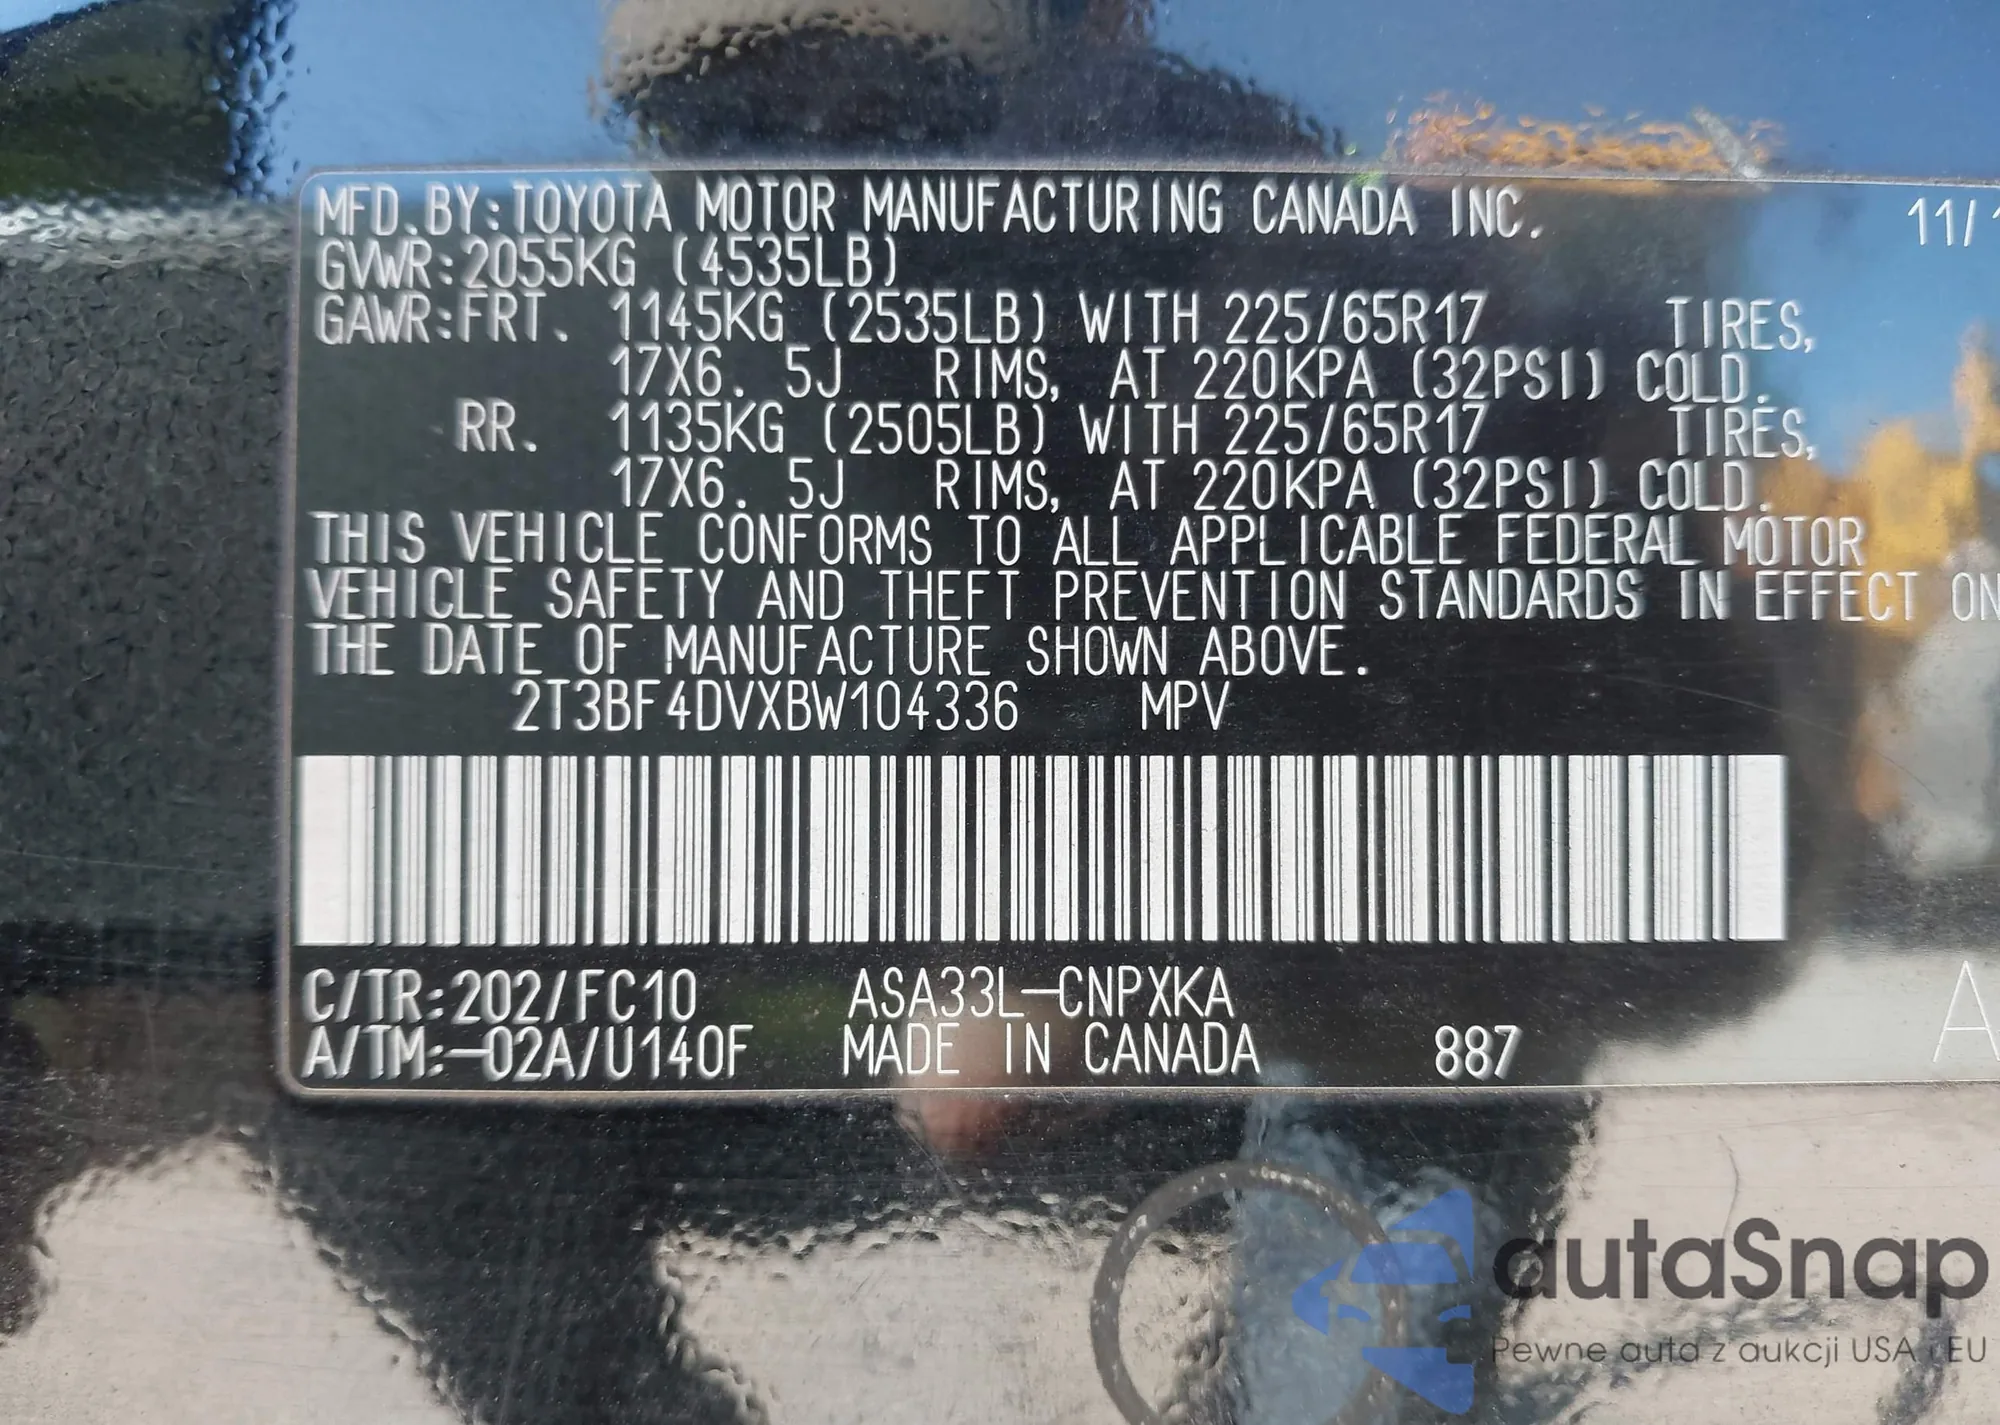 MFD.BY:TOYOTA MOTOR MANUFACTURING CANADA INC. 11/1
GVWR:2055KG (4535LB)
GAWR:FRT. 1145KG (2535LB) WITH 225/65R17 TIRES,
17X6. 5J RIMS, AT 220KPA (32PSI) COLD.
RR. 1135KG (2505LB) WITH 225/65R17 TIRES,
17X6. 5J RIMS, AT 220KPA (32PSI) COLD.
THIS VEHICLE CONFORMS TO ALL APPLICABLE FEDERAL MOTOR
VEHICLE SAFETY AND THEFT PREVENTION STANDARDS IN EFFECT ON
THE DATE OF MANUFACTURE SHOWN ABOVE.
2T3BF4DVXBW104336 MPV
C/TR:202/FC10 ASA33L-CNPXKA A
A/TM:-02A/U140F MADE IN CANADA 887
autaSnap
Pewne auta z aukcji USA i EU